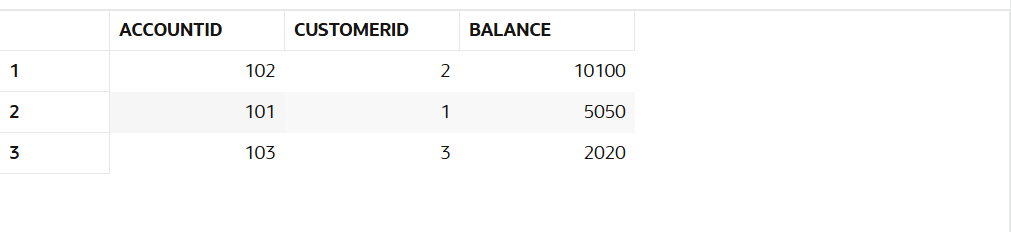 ACCOUNTID CUSTOMERID BALANCE
1 102 2 10100
2 101 1 5050
3 103 3 2020